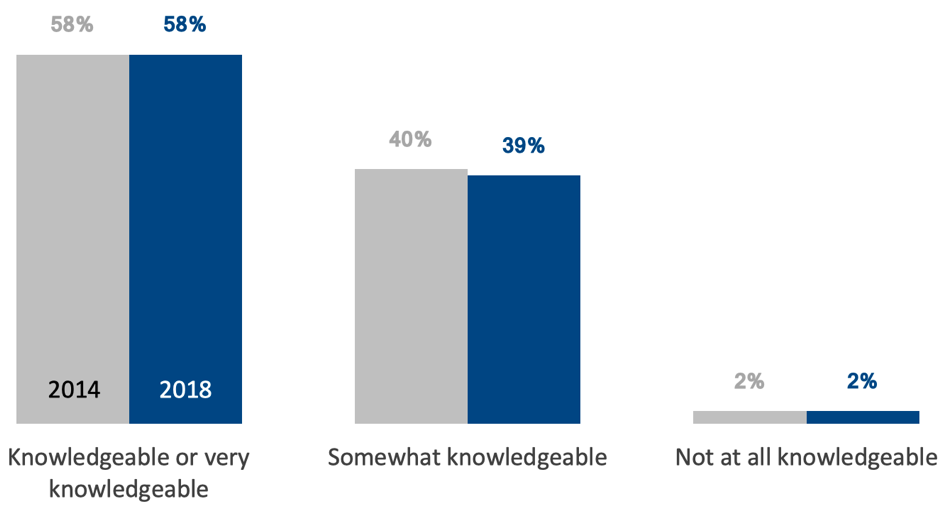 58% 58%
40% 39%
2% 2%
2014 2018
Knowledgeable or very
knowledgeable
Somewhat knowledgeable
Not at all knowledgeable